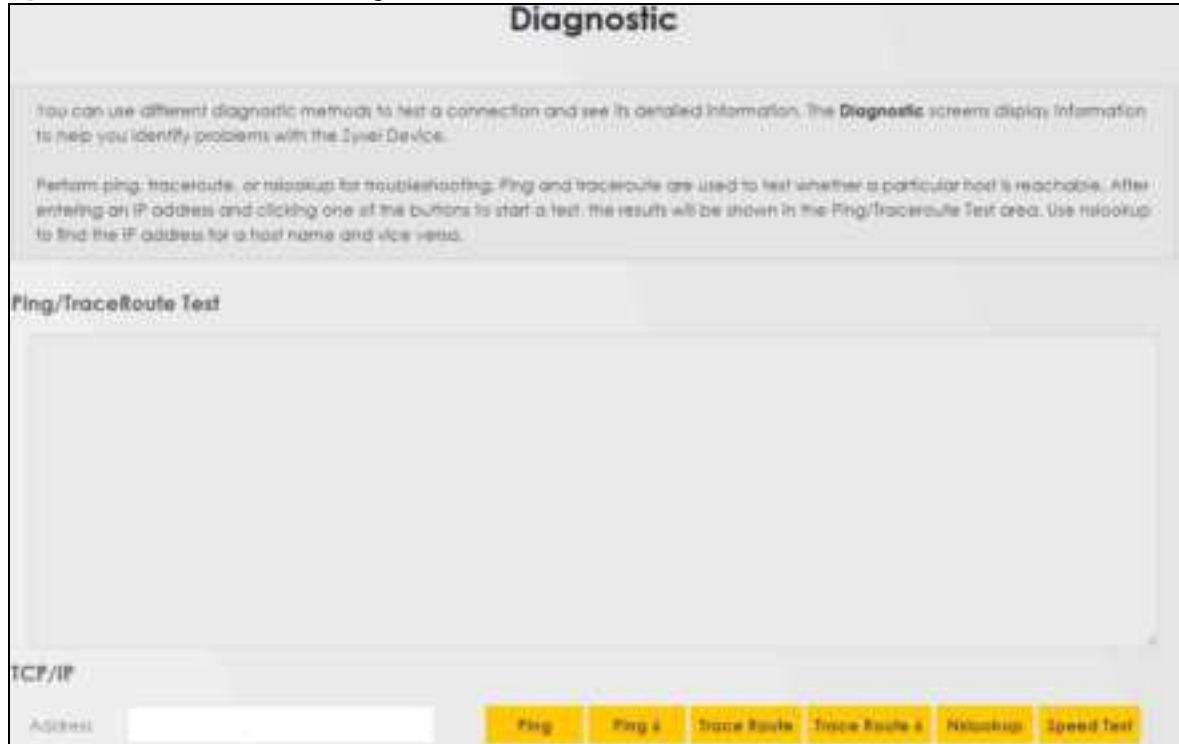 Diagnostic
You can use different diagnostic methods to test a connection and see its detailed information. The Diagnostic screens display information
to help you identify problems with the Zyxel Device.
Perform ping, traceroute, or nslookup for troubleshooting. Ping and traceroute are used to test whether a particular host is reachable. After
entering an IP address and clicking one of the buttons to start a test, the results will be shown in the Ping/Traceroute Test area. Use nslookup
to find the IP address for a host name and vice versa.
Ping/TraceRoute Test
TCP/IP
Address
Ping Ping 6 Trace Route Trace Route 6 Nslookup Speed Test